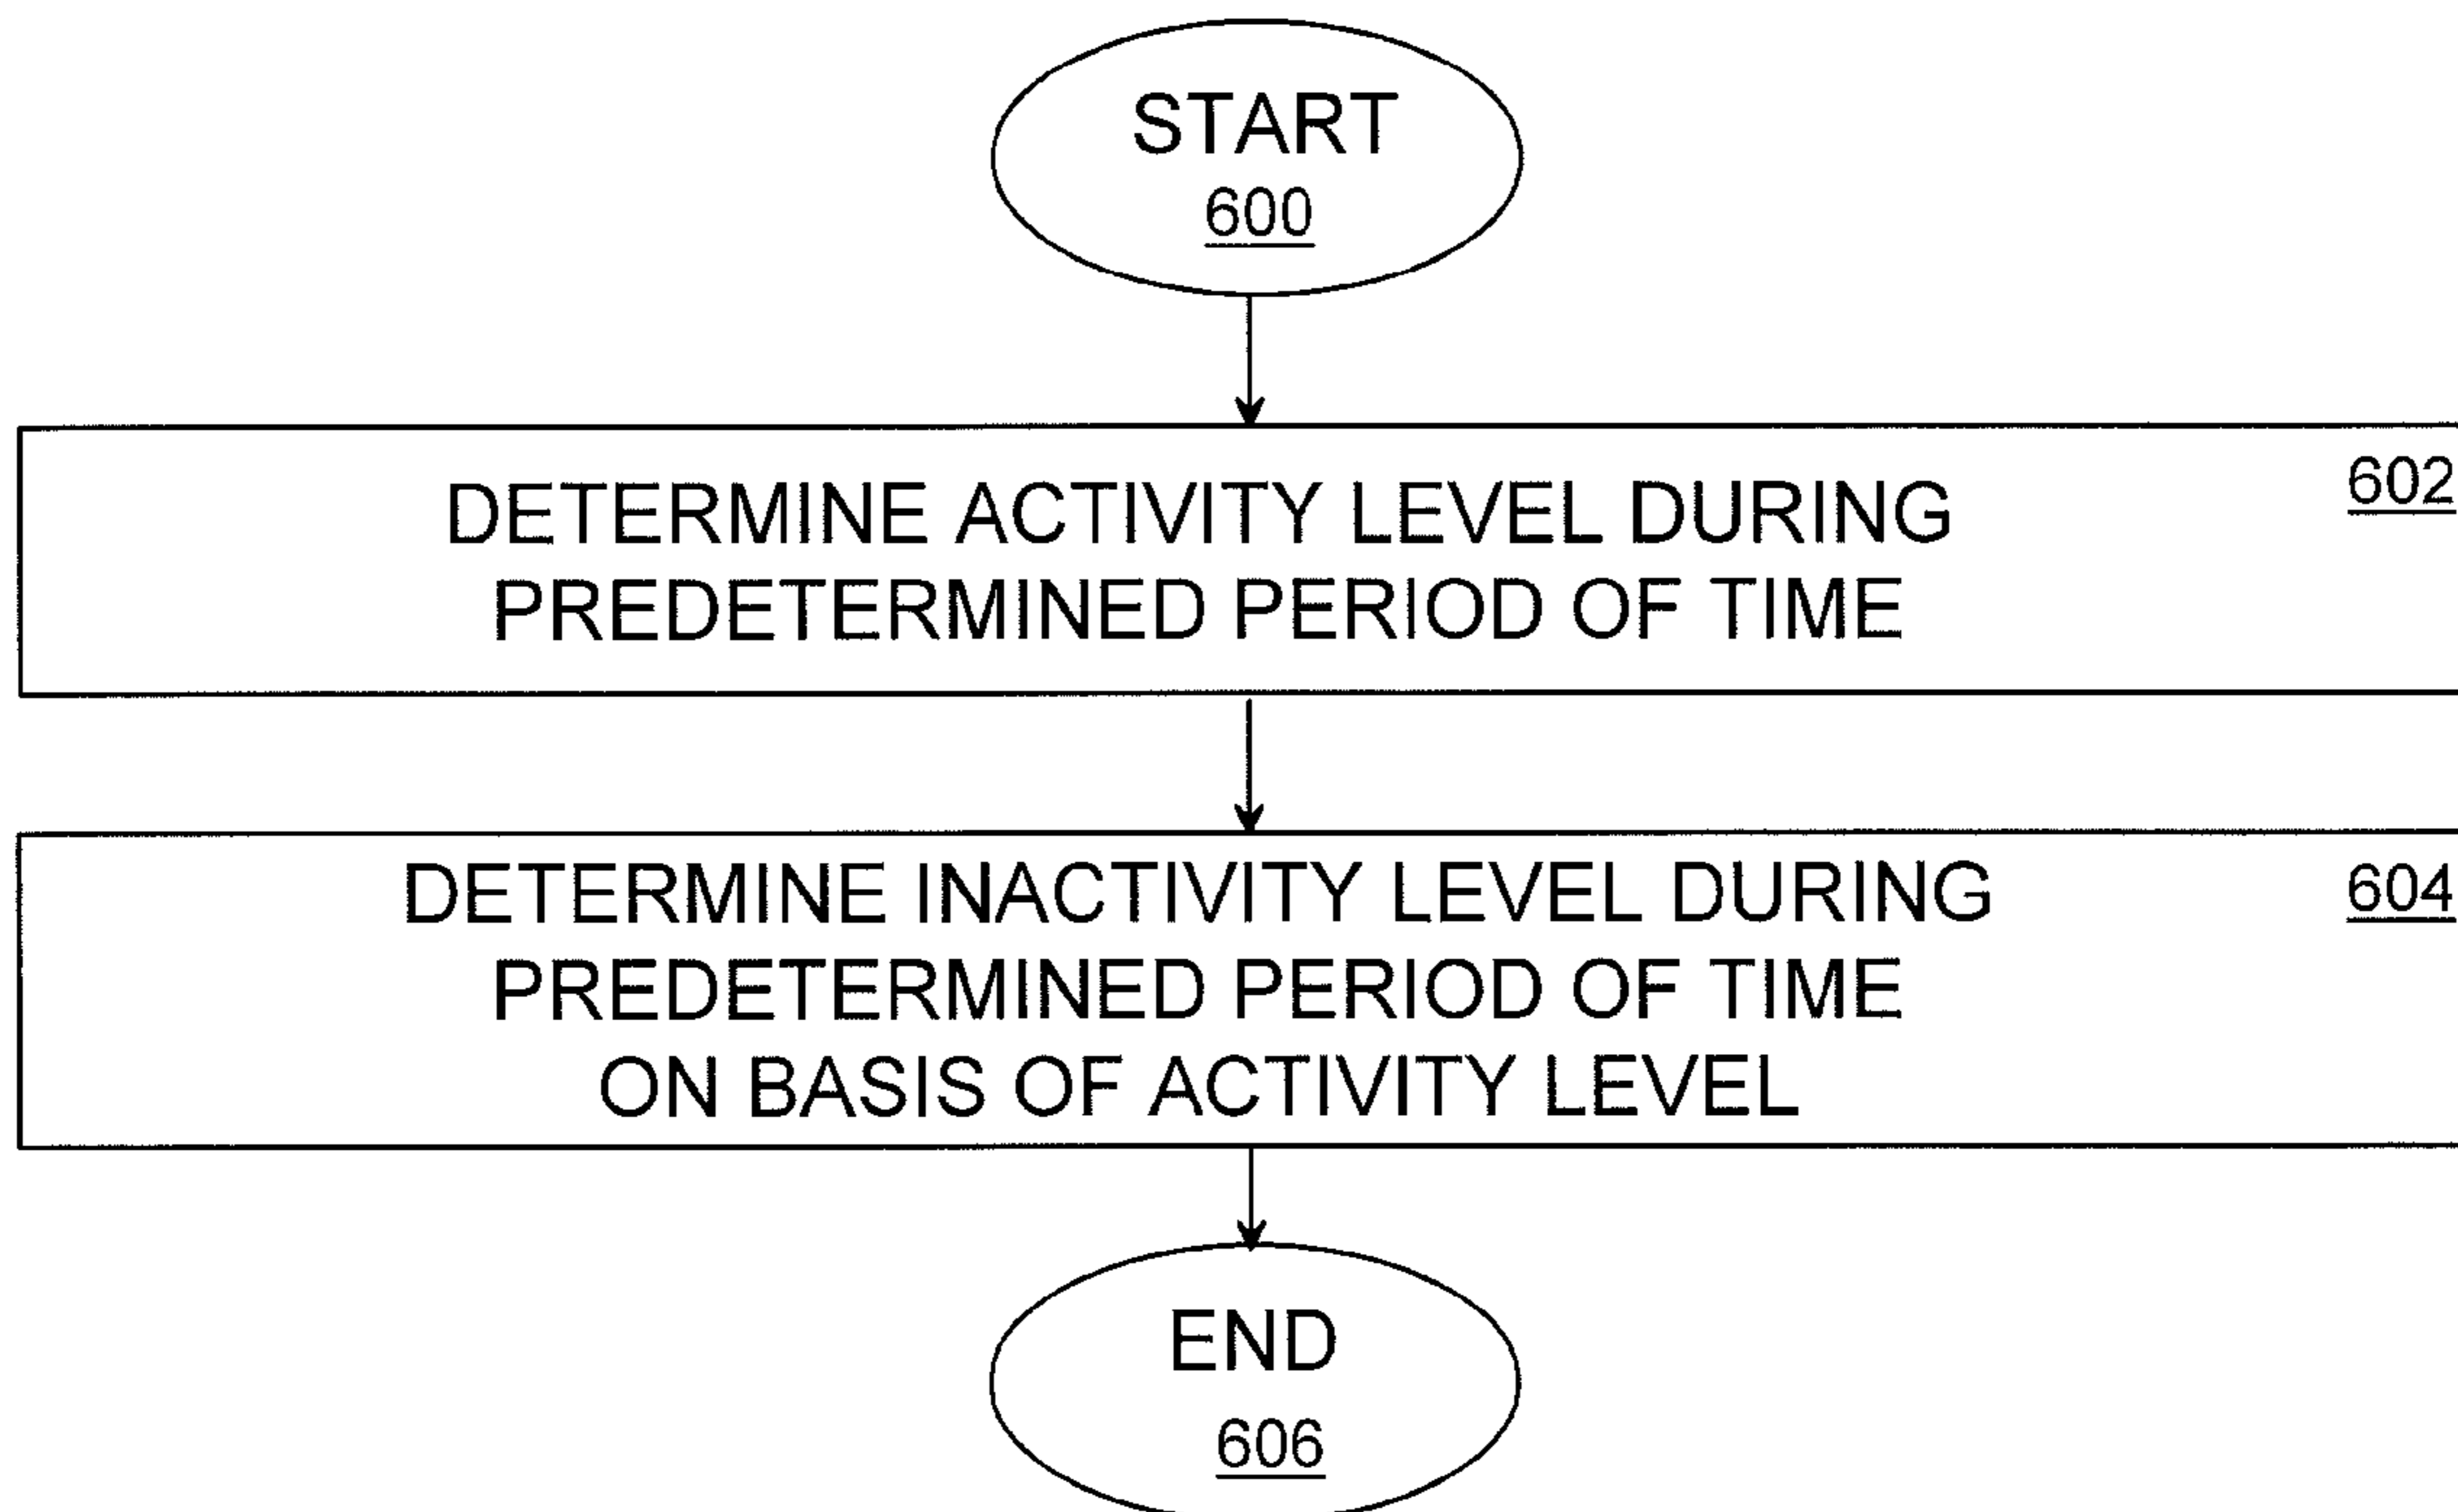 START
600
602
DETERMINE ACTIVITY LEVEL DURING
PREDETERMINED PERIOD OF TIME
604
DETERMINE INACTIVITY LEVEL DURING
PREDETERMINED PERIOD OF TIME
ON BASIS OF ACTIVITY LEVEL
END
606